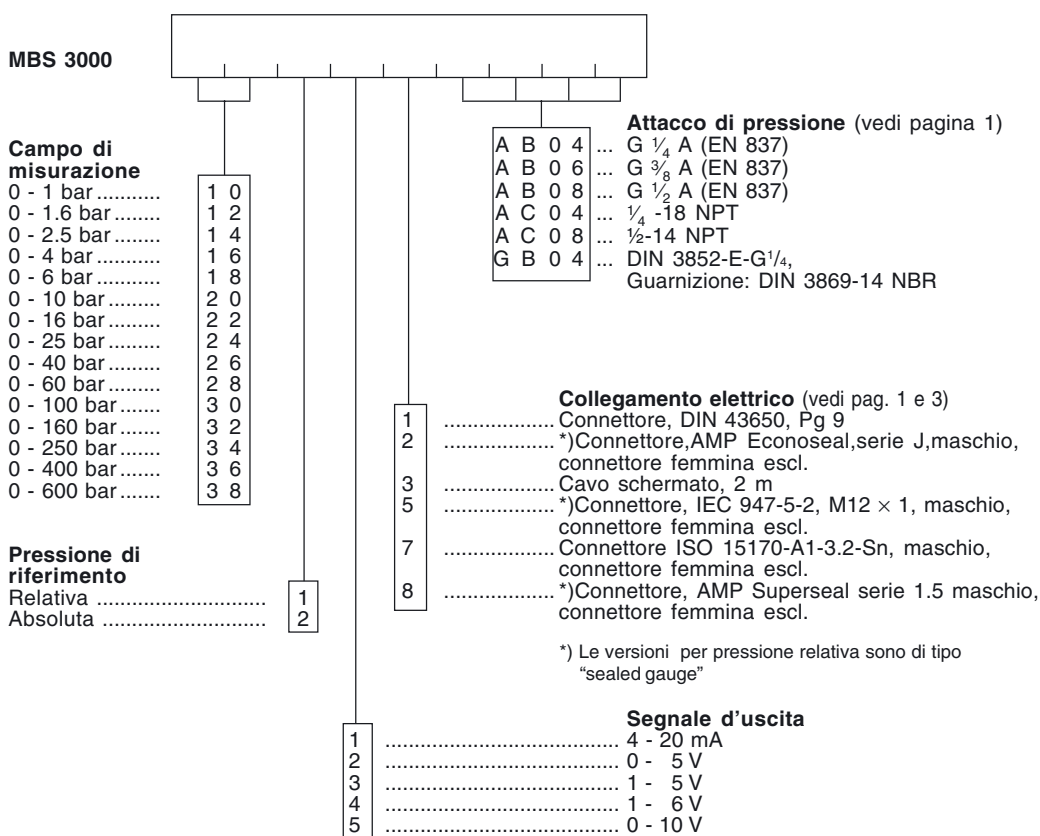 MBS 3000
Attacco di pressione (vedi pagina 1)
A B 0 4 ... G 1/4 A (EN 837)
A B 0 6 ... G 3/8 A (EN 837)
A B 0 8 ... G 1/2 A (EN 837)
A C 0 4 ... 1/4 -18 NPT
A C 0 8 ... ½-14 NPT
G B 0 4 ... DIN 3852-E-G1/4,
Guarnizione: DIN 3869-14 NBR
Campo di
misurazione
0 - 1 bar ........... 1 0
0 - 1.6 bar ........ 1 2
0 - 2.5 bar ........ 1 4
0 - 4 bar ........... 1 6
0 - 6 bar ........... 1 8
0 - 10 bar ......... 2 0
0 - 16 bar ......... 2 2
0 - 25 bar ......... 2 4
0 - 40 bar ......... 2 6
0 - 60 bar ......... 2 8
0 - 100 bar ....... 3 0
0 - 160 bar ....... 3 2
0 - 250 bar ....... 3 4
0 - 400 bar ....... 3 6
0 - 600 bar ....... 3 8
Collegamento elettrico (vedi pag. 1 e 3)
1 ................... Connettore, DIN 43650, Pg 9
2 ................... *)Connettore,AMP Econoseal,serie J,maschio,
connettore femmina escl.
3 ................... Cavo schermato, 2 m
5 ................... *)Connettore, IEC 947-5-2, M12 × 1, maschio,
connettore femmina escl.
7 ................... Connettore ISO 15170-A1-3.2-Sn, maschio,
connettore femmina escl.
8 ................... *)Connettore, AMP Superseal serie 1.5 maschio,
connettore femmina escl.
*) Le versioni per pressione relativa sono di tipo
“sealed gauge”
Pressione di
riferimento
Relativa ............................. 1
Absoluta ............................ 2
Segnale d'uscita
1 ........................................ 4 - 20 mA
2 ........................................ 0 - 5 V
3 ........................................ 1 - 5 V
4 ........................................ 1 - 6 V
5 ........................................ 0 - 10 V